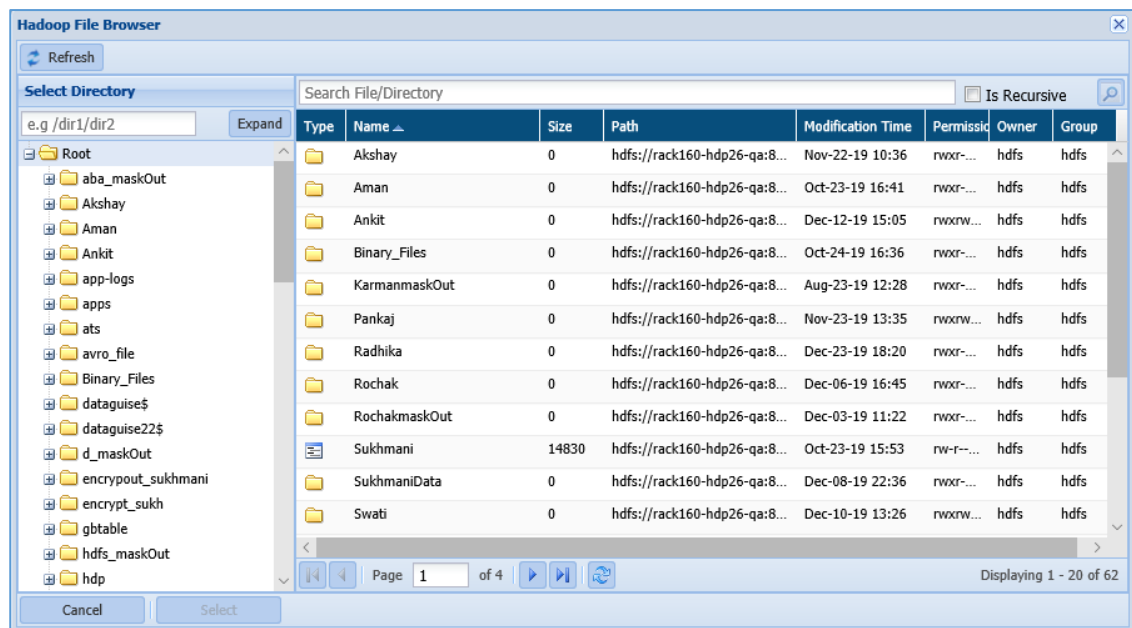 Hadoop File Browser
Refresh
Select Directory
e.g /dir1/dir2 Expand
Root
aba_maskOut
Akshay
Aman
Ankit
app-logs
apps
ats
avro_file
Binary_Files
dataguise$
dataguise22$
d_maskOut
encrypout_sukhmani
encrypt_sukh
gbtable
hdfs_maskOut
hdp
Search File/Directory Is Recursive
Type Name Size Path Modification Time Permissic Owner Group
Akshay 0 hdfs://rack160-hdp26-qa:8... Nov-22-19 10:36 rwxr-... hdfs hdfs
Aman 0 hdfs://rack160-hdp26-qa:8... Oct-23-19 16:41 rwxr-... hdfs hdfs
Ankit 0 hdfs://rack160-hdp26-qa:8... Dec-12-19 15:05 rwxrw... hdfs hdfs
Binary_Files 0 hdfs://rack160-hdp26-qa:8... Oct-24-19 16:36 rwxr-... hdfs hdfs
KarmanmaskOut 0 hdfs://rack160-hdp26-qa:8... Aug-23-19 12:28 rwxr-... hdfs hdfs
Pankaj 0 hdfs://rack160-hdp26-qa:8... Nov-23-19 13:35 rwxrw... hdfs hdfs
Radhika 0 hdfs://rack160-hdp26-qa:8... Dec-23-19 18:20 rwxr-... hdfs hdfs
Rochak 0 hdfs://rack160-hdp26-qa:8... Dec-06-19 16:45 rwxr-... hdfs hdfs
RochakmaskOut 0 hdfs://rack160-hdp26-qa:8... Dec-03-19 11:22 rwxr-... hdfs hdfs
Sukhmani 14830 hdfs://rack160-hdp26-qa:8... Oct-23-19 15:53 rw-r--... hdfs hdfs
SukhmaniData 0 hdfs://rack160-hdp26-qa:8... Dec-08-19 22:36 rwxr-... hdfs hdfs
Swati 0 hdfs://rack160-hdp26-qa:8... Dec-10-19 13:26 rwxrw... hdfs hdfs
Page 1 of 4 Displaying 1 - 20 of 62
Cancel Select